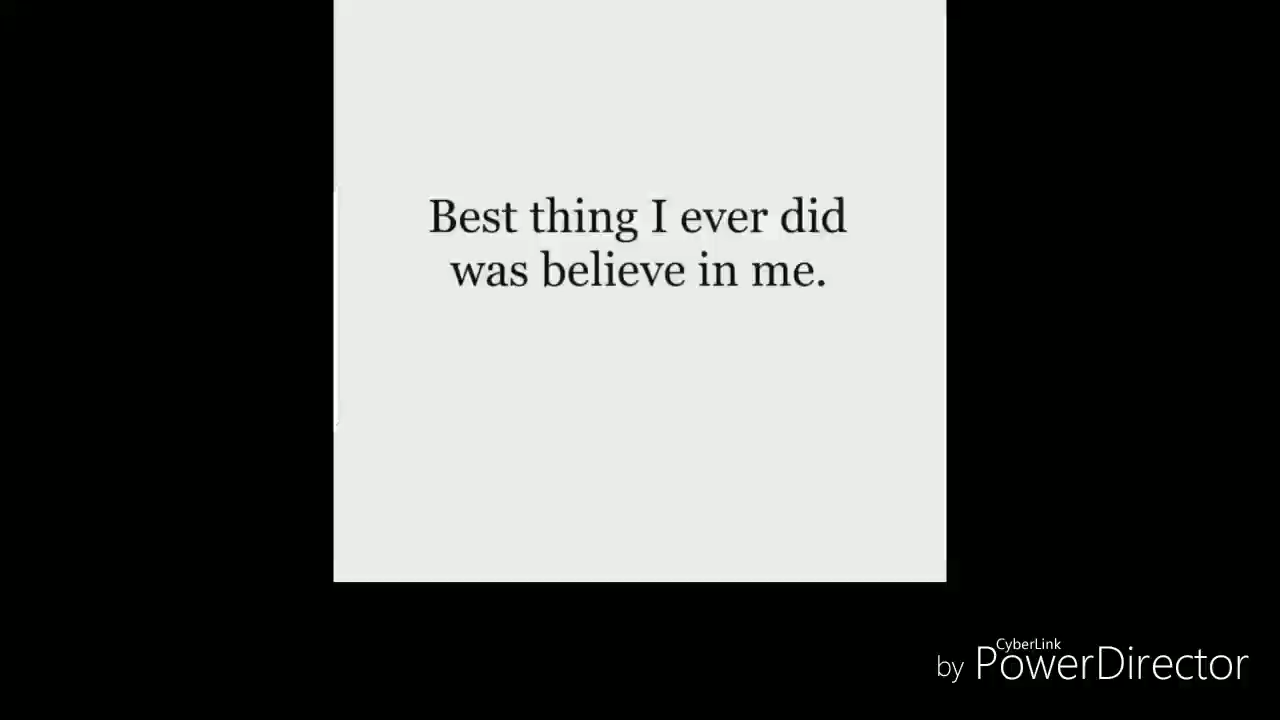 Best thing I ever did
was believe in me.
CyberLink
by PowerDirector